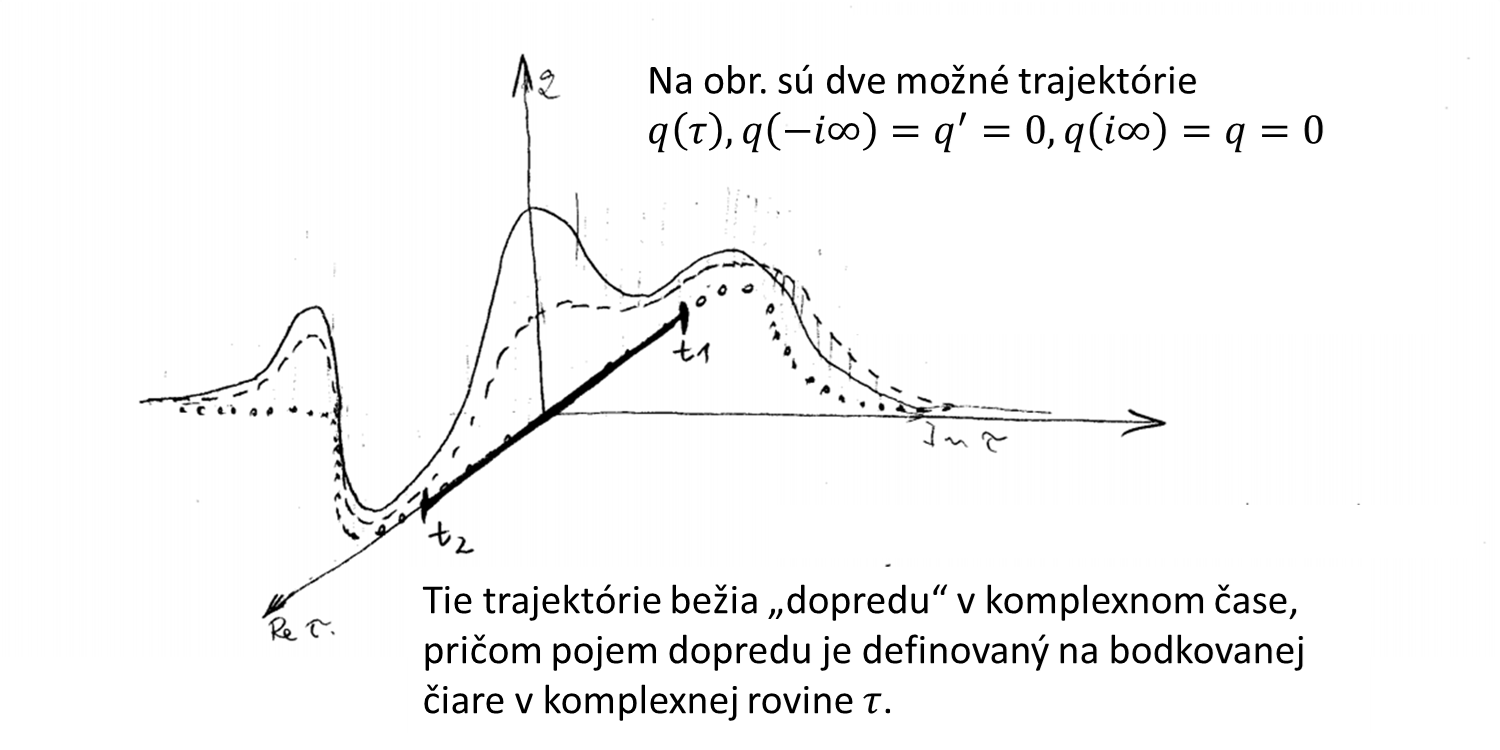 q
Na obr. sú dve možné trajektórie
q(τ), q(−i∞) = q′ = 0, q(i∞) = q = 0
t1
Im τ
t2
Re τ.
Tie trajektórie bežia „dopredu“ v komplexnom čase,
pričom pojem dopredu je definovaný na bodkovanej
čiare v komplexnej rovine τ.